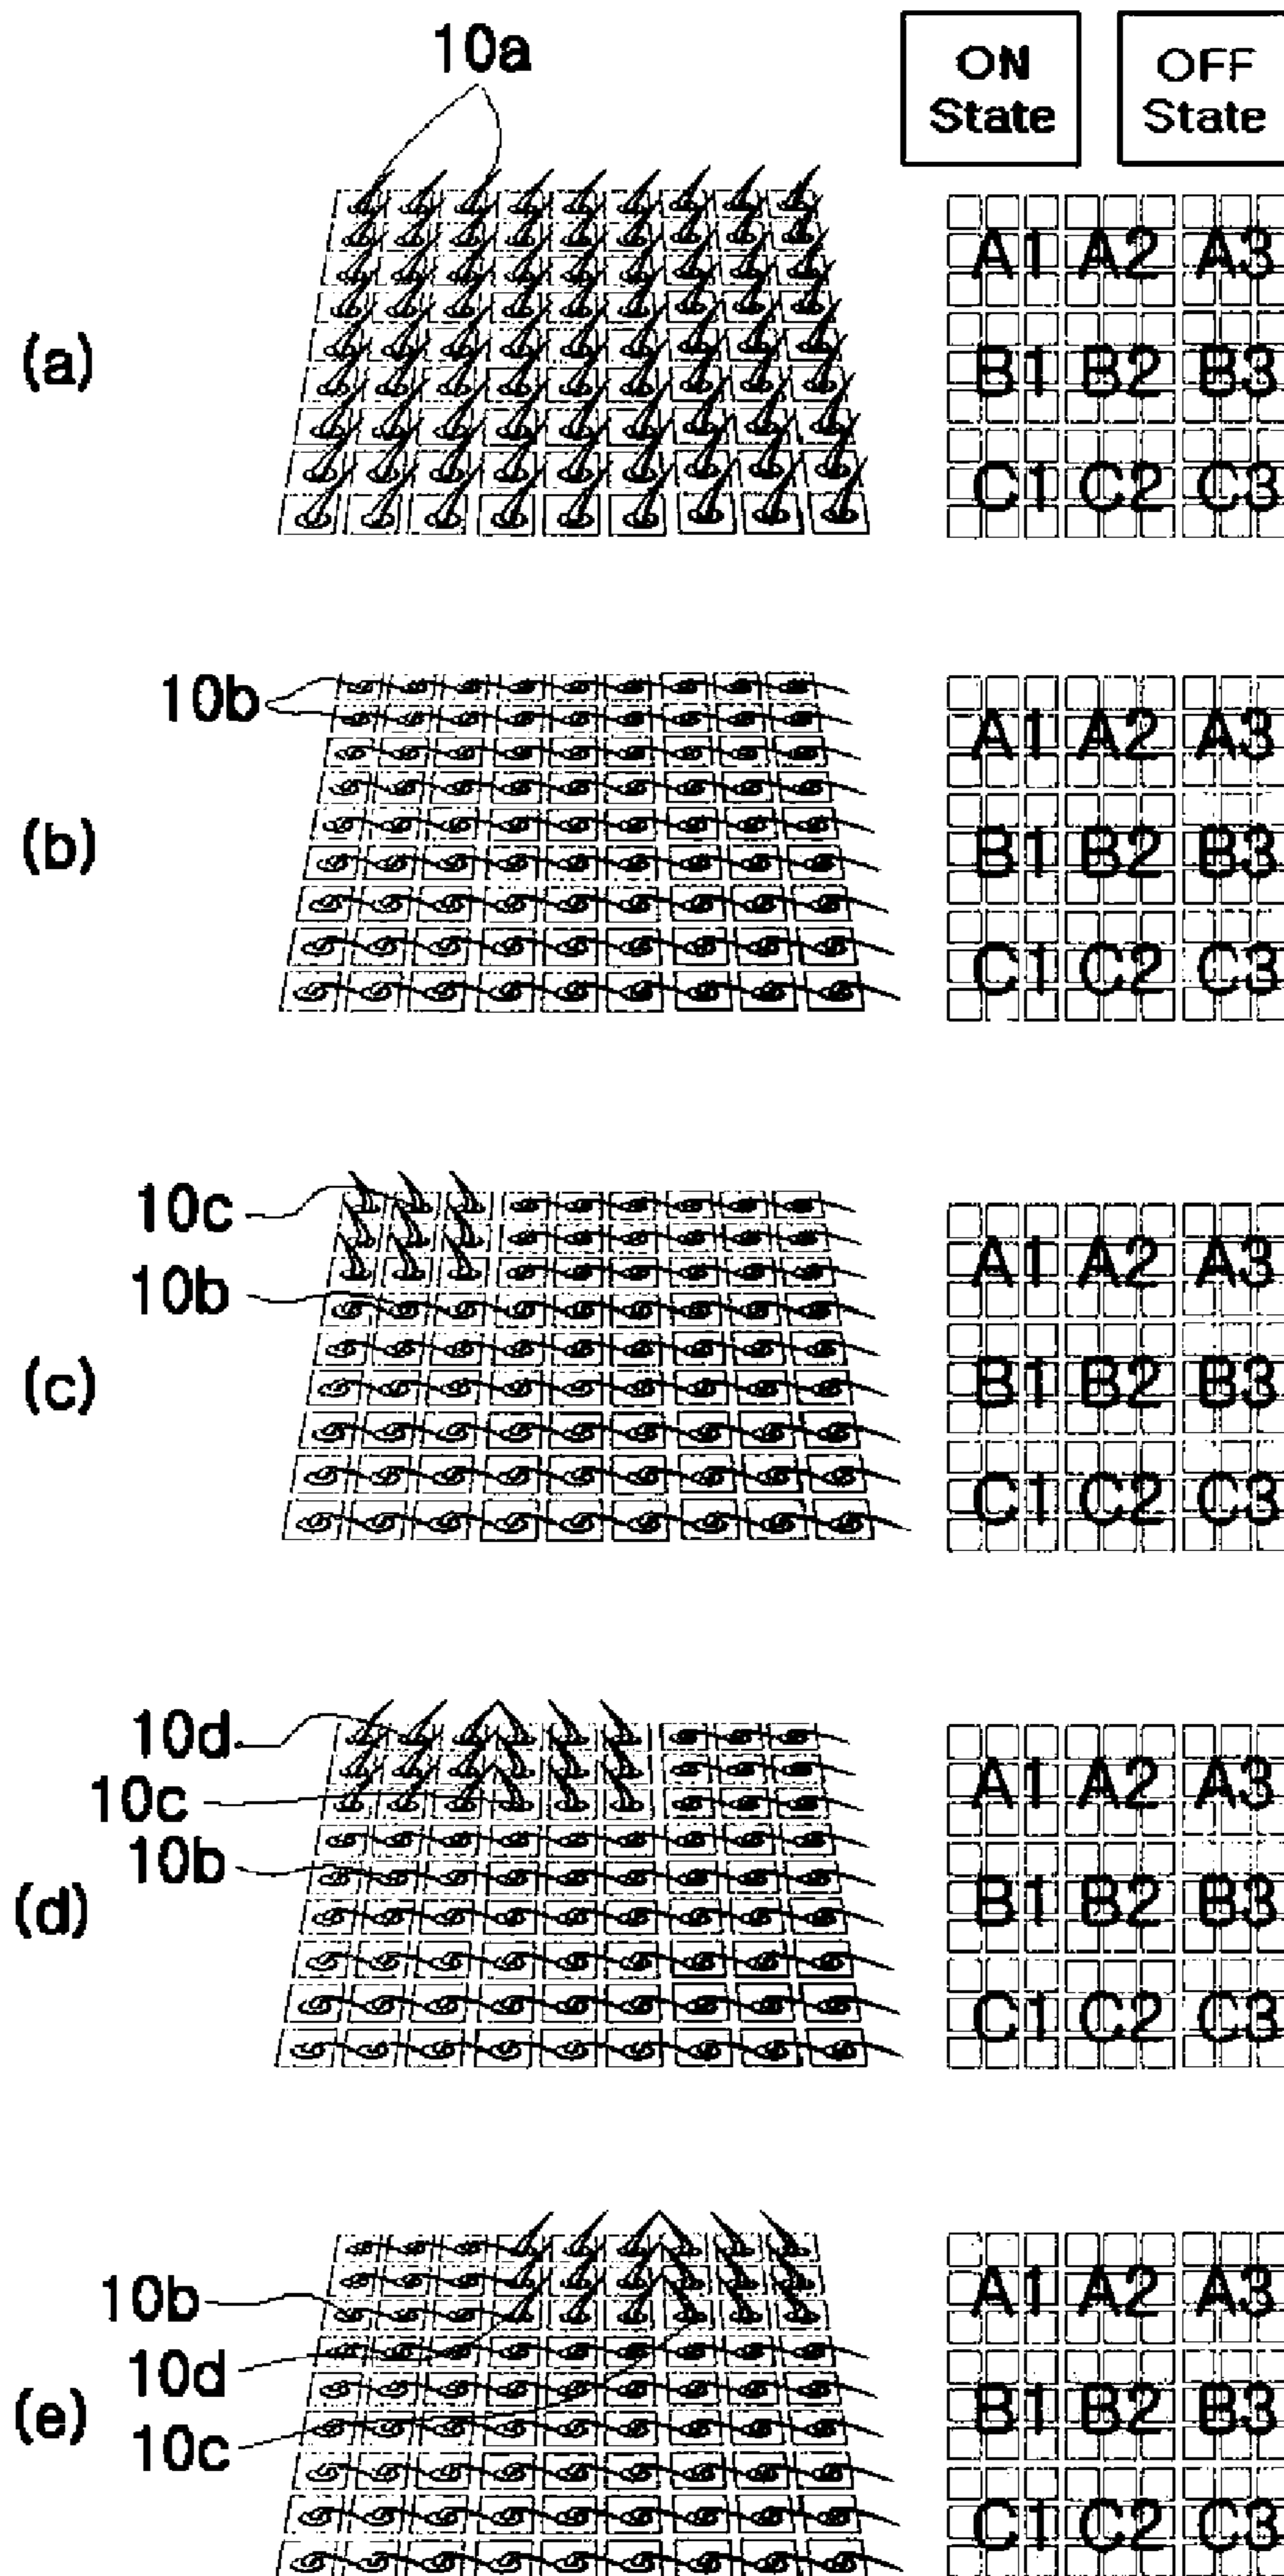 10a
ON State
OFF State
(a)
A1 A2 A3
B1 B2 B3
C1 C2 C3
10b
(b)
A1 A2 A3
B1 B2 B3
C1 C2 C3
10c
10b
(c)
A1 A2 A3
B1 B2 B3
C1 C2 C3
10d
10c
10b
(d)
A1 A2 A3
B1 B2 B3
C1 C2 C3
10b
10d
10c
(e)
A1 A2 A3
B1 B2 B3
C1 C2 C3